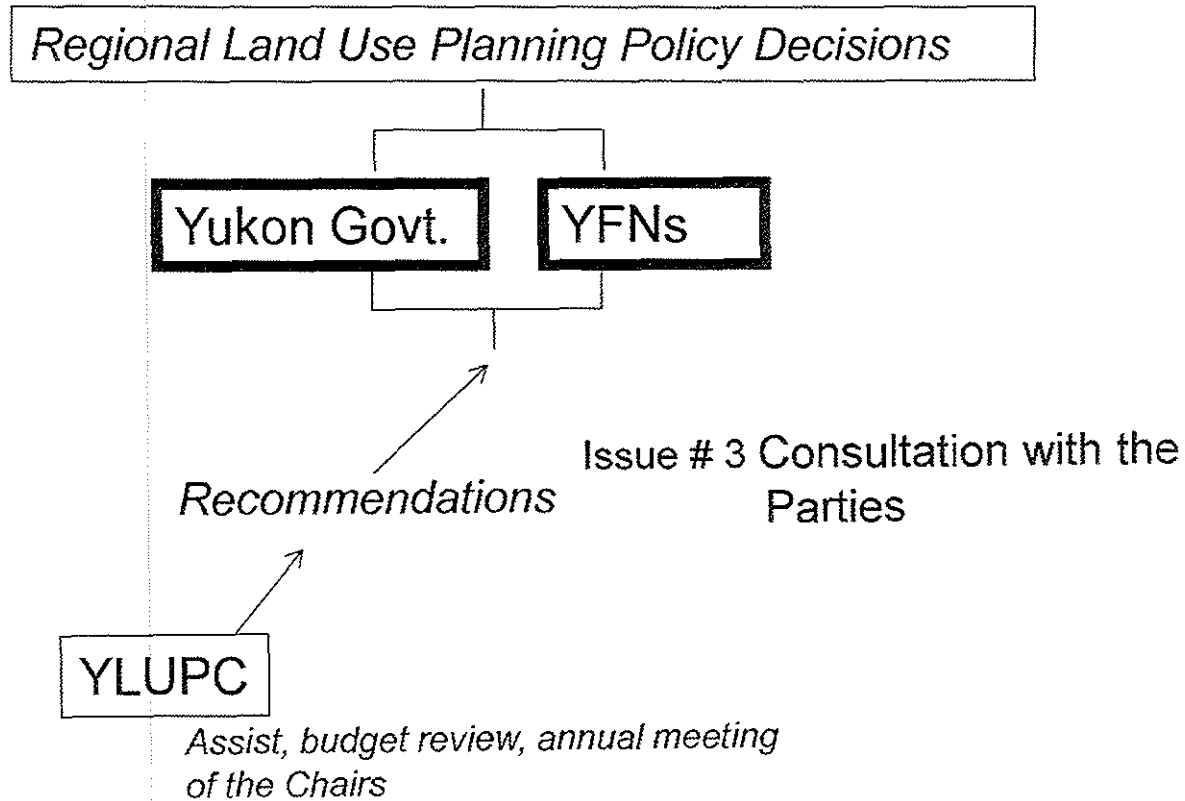 Regional Land Use Planning Policy Decisions
Yukon Govt.
YFNs
Recommendations
Issue # 3 Consultation with the
Parties
YLUPC
Assist, budget review, annual meeting
of the Chairs